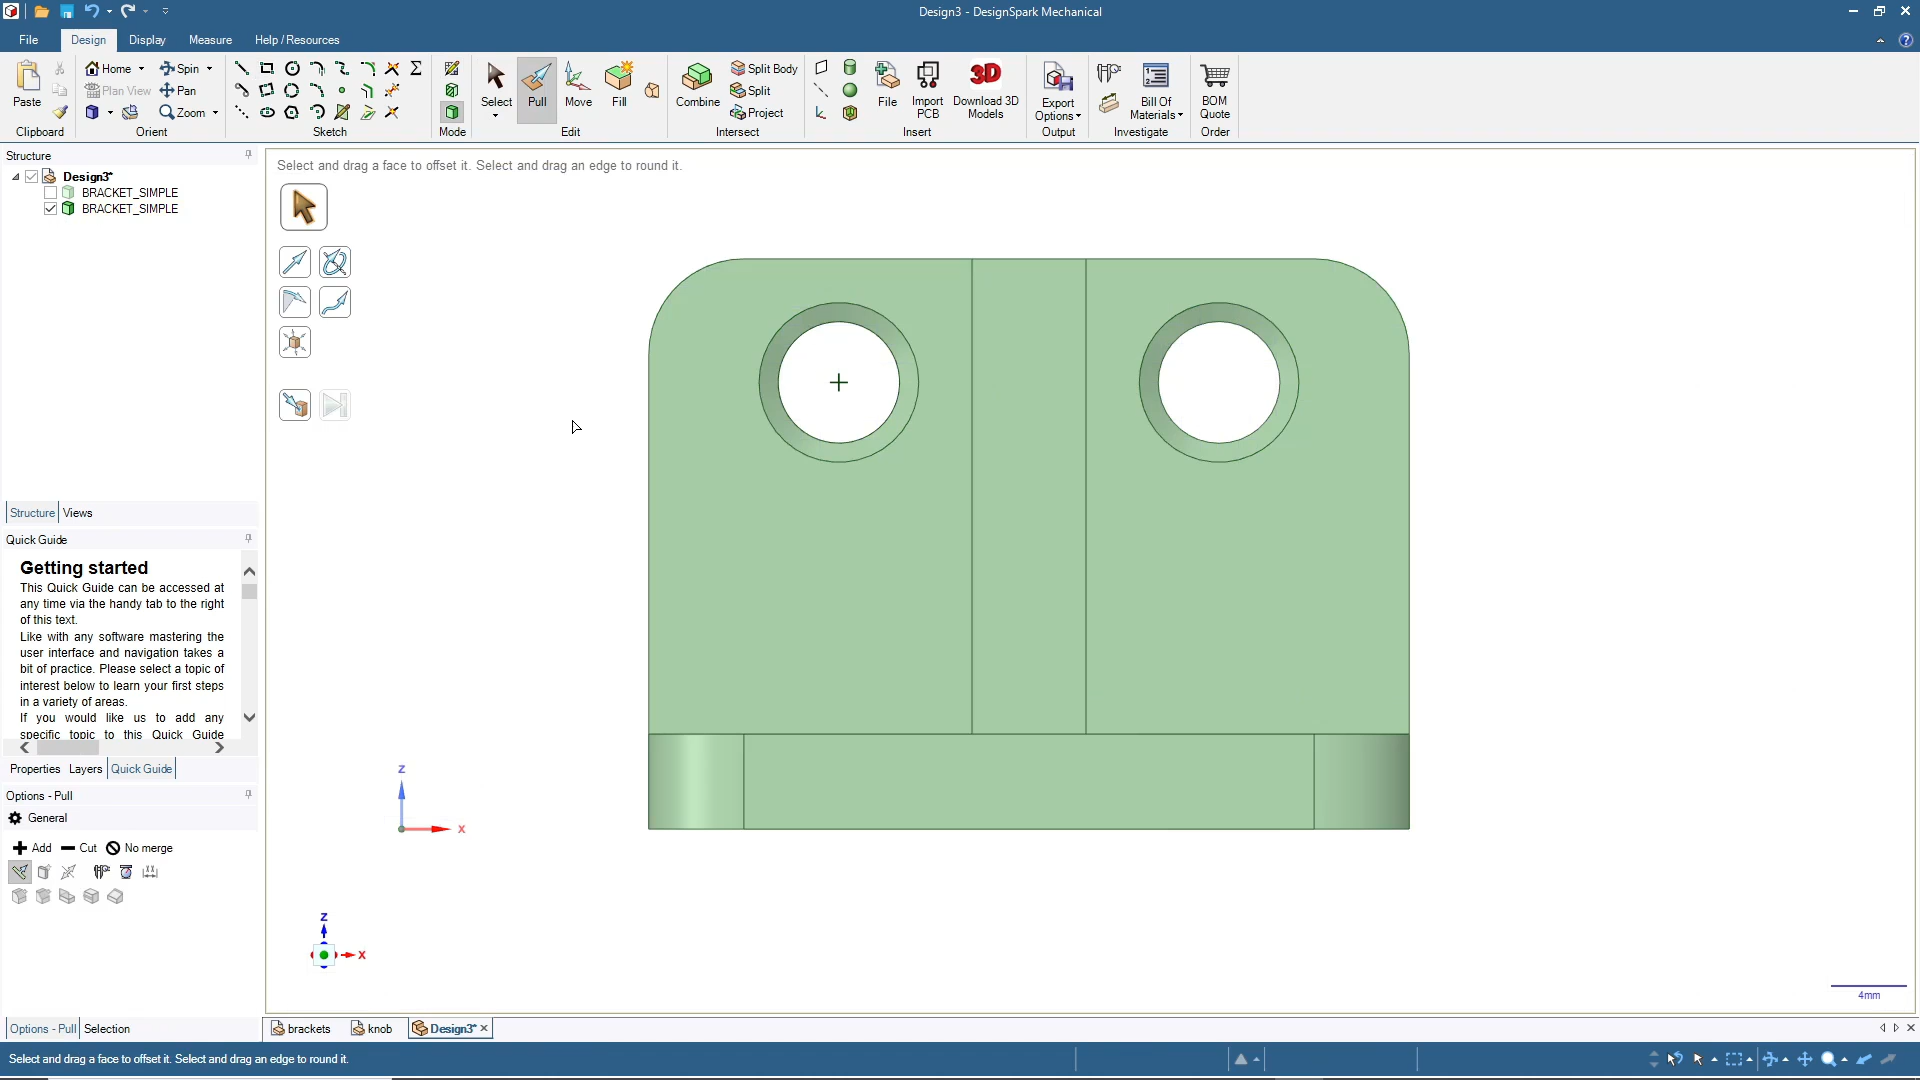 Design3 - DesignSpark Mechanical
File Design Display Measure Help / Resources
Paste
Clipboard
Home Spin
Plan View Pan
Zoom
Orient
Sketch
Mode
Select Pull Move Fill
Edit
Combine
Split Body
Split
Project
Intersect
File
Import PCB
Download 3D Models
3D
Insert
Export Options
Output
Bill Of Materials
Investigate
BOM Quote
Order
Structure
Design3*
BRACKET_SIMPLE
BRACKET_SIMPLE
Structure Views
Quick Guide
Getting started
This Quick Guide can be accessed at
any time via the handy tab to the right
of this text.
Like with any software mastering the
user interface and navigation takes a
bit of practice. Please select a topic of
interest below to learn your first steps
in a variety of areas.
If you would like us to add any
specific topic to this Quick Guide
Properties Layers Quick Guide
Options - Pull
General
Add Cut No merge
Options - Pull Selection
Select and drag a face to offset it. Select and drag an edge to round it.
Z
X
Z
X
4mm
brackets knob Design3*
Select and drag a face to offset it. Select and drag an edge to round it.